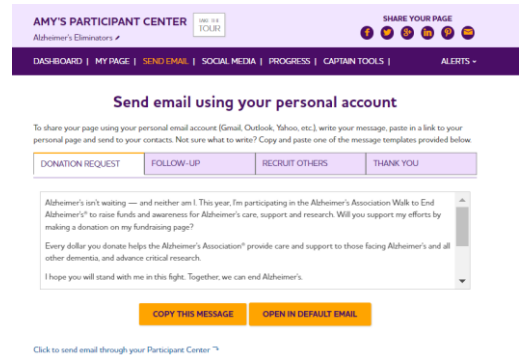 AMY'S PARTICIPANT CENTER
TOUR
SHARE YOUR PAGE
Alzheimer's Eliminators
DASHBOARD | MY PAGE | SEND EMAIL | SOCIAL MEDIA | PROGRESS | CAPTAIN TOOLS | ALERTS
Send email using your personal account
To share your page using your personal email account (Gmail, Outlook, Yahoo, etc.), write your message, paste in a link to your
personal page and send to your contacts. Not sure what to write? Copy and paste one of the message templates provided below.
DONATION REQUEST FOLLOW-UP RECRUIT OTHERS THANK YOU
Alzheimer's isn't waiting — and neither am I. This year, I'm participating in the Alzheimer's Association Walk to End
Alzheimer's® to raise funds and awareness for Alzheimer's care, support and research. Will you support my efforts by
making a donation on my fundraising page?
Every dollar you donate helps the Alzheimer's Association® provide care and support to those facing Alzheimer's and all
other dementia, and advance critical research.
I hope you will stand with me in this fight. Together, we can end Alzheimer's.
COPY THIS MESSAGE OPEN IN DEFAULT EMAIL
Click to send email through your Participant Center